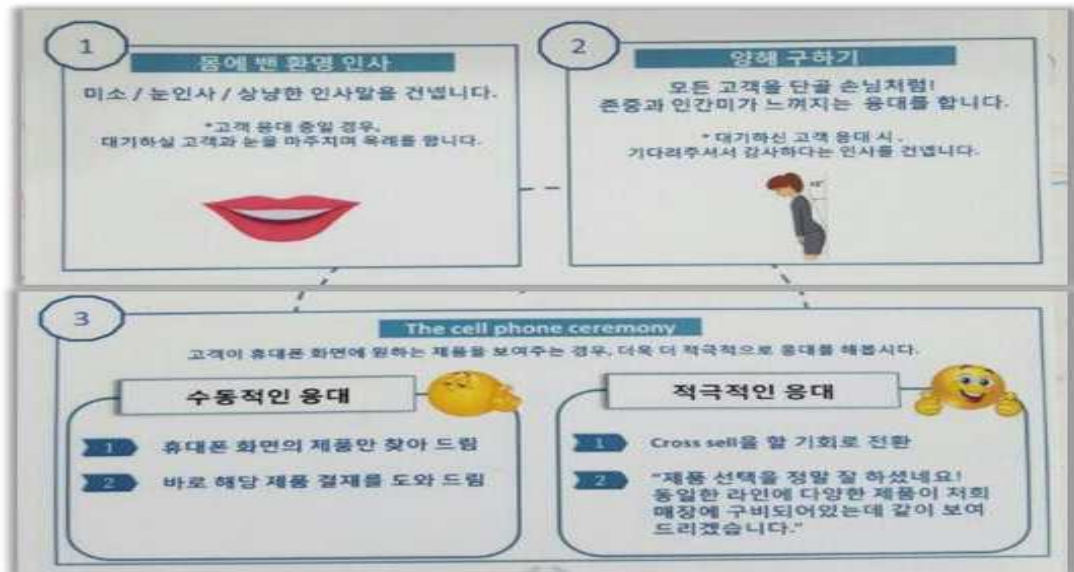 1
몸에 밴 환영 인사
미소 / 눈인사 / 상냥한 인사말을 건넵니다.
*고객 응대 중일 경우,
대기하실 고객과 눈을 마주치며 목례를 합니다.
2
양해 구하기
모든 고객을 단골 손님처럼!
존중과 인간미가 느껴지는 응대를 합니다.
* 대기하신 고객 응대 시 ,
기다려주셔서 감사하다는 인사를 건넵니다.
15°
3
The cell phone ceremony
고객이 휴대폰 화면에 원하는 제품을 보여주는 경우, 더욱 더 적극적으로 응대를 해봅시다.
수동적인 응대
1 휴대폰 화면의 제품만 찾아 드림
2 바로 해당 제품 결재를 도와 드림
적극적인 응대
1 Cross sell을 할 기회로 전환
2 “제품 선택을 정말 잘 하셨네요!
동일한 라인에 다양한 제품이 저희
매장에 구비되어있는데 같이 보여
드리겠습니다.”